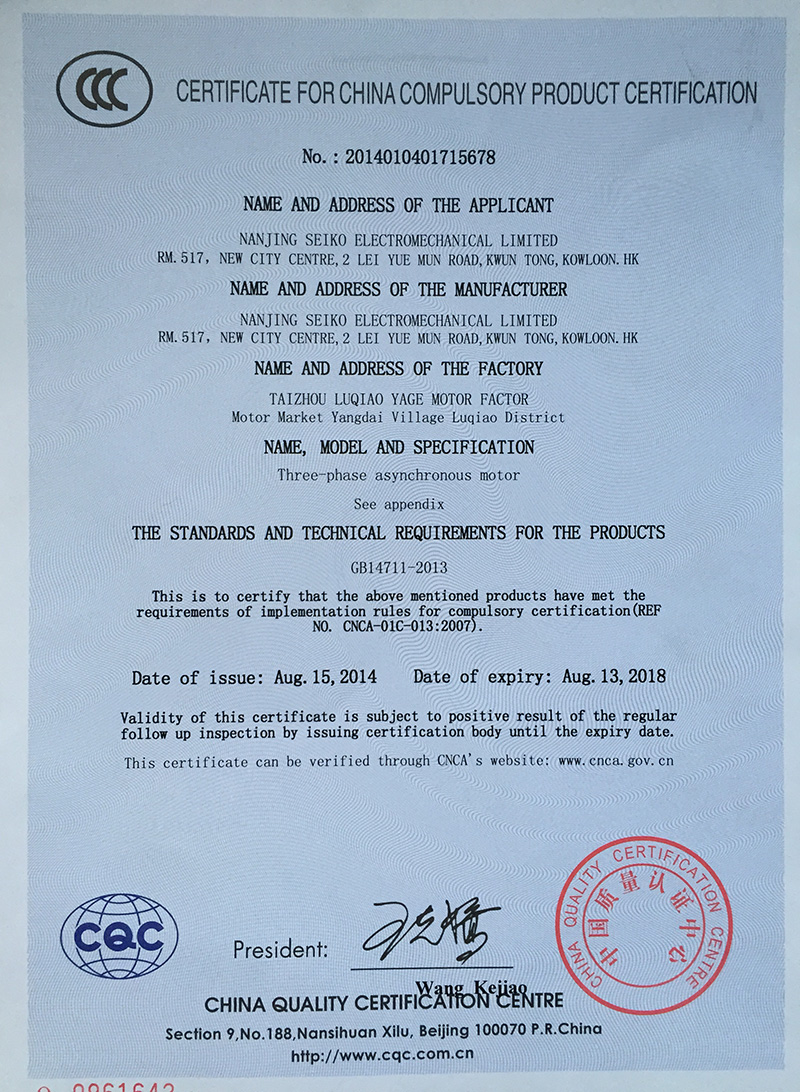 CCC
CERTIFICATE FOR CHINA COMPULSORY PRODUCT CERTIFICATION
No.: 2014010401715678
NAME AND ADDRESS OF THE APPLICANT
NANJING SEIKO ELECTROMECHANICAL LIMITED
RM.517, NEW CITY CENTRE,2 LEI YUE MUN ROAD,KWUN TONG,KOWLOON.HK
NAME AND ADDRESS OF THE MANUFACTURER
NANJING SEIKO ELECTROMECHANICAL LIMITED
RM.517, NEW CITY CENTRE,2 LEI YUE MUN ROAD,KWUN TONG,KOWLOON.HK
NAME AND ADDRESS OF THE FACTORY
TAIZHOU LUQIAO YAGE MOTOR FACTOR
Motor Market Yangdai Village Luqiao District
NAME, MODEL AND SPECIFICATION
Three-phase asynchronous motor
See appendix
THE STANDARDS AND TECHNICAL REQUIREMENTS FOR THE PRODUCTS
GB14711-2013
This is to certify that the above mentioned products have met the
requirements of implementation rules for compulsory certification(REF
NO. CNCA-01C-013:2007).
Date of issue: Aug.15,2014 Date of expiry: Aug.13,2018
Validity of this certificate is subject to positive result of the regular
follow up inspection by issuing certification body until the expiry date.
This certificate can be verified through CNCA's website: www.cnca.gov.cn
CHINA QUALITY CERTIFICATION CENTRE
中国质量认证中心
CQC
President:
Wang Kejiao
CHINA QUALITY CERTIFICATION CENTRE
Section 9,No.188,Nansihuan Xilu, Beijing 100070 P.R.China
http://www.cqc.com.cn